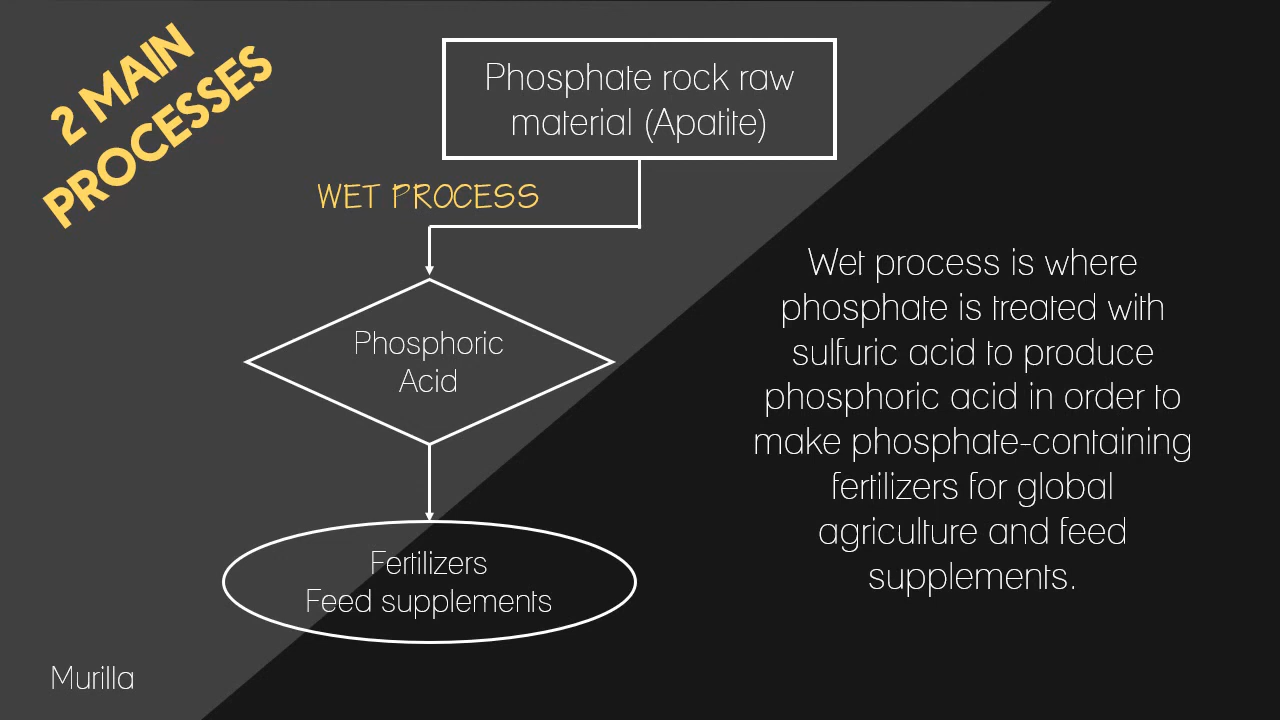 2 MAIN
PROCESSES
Phosphate rock raw
material (Apatite)
WET PROCESS
Phosphoric
Acid
Fertilizers
Feed supplements
Wet process is where
phosphate is treated with
sulfuric acid to produce
phosphoric acid in order to
make phosphate-containing
fertilizers for global
agriculture and feed
supplements.
Murilla